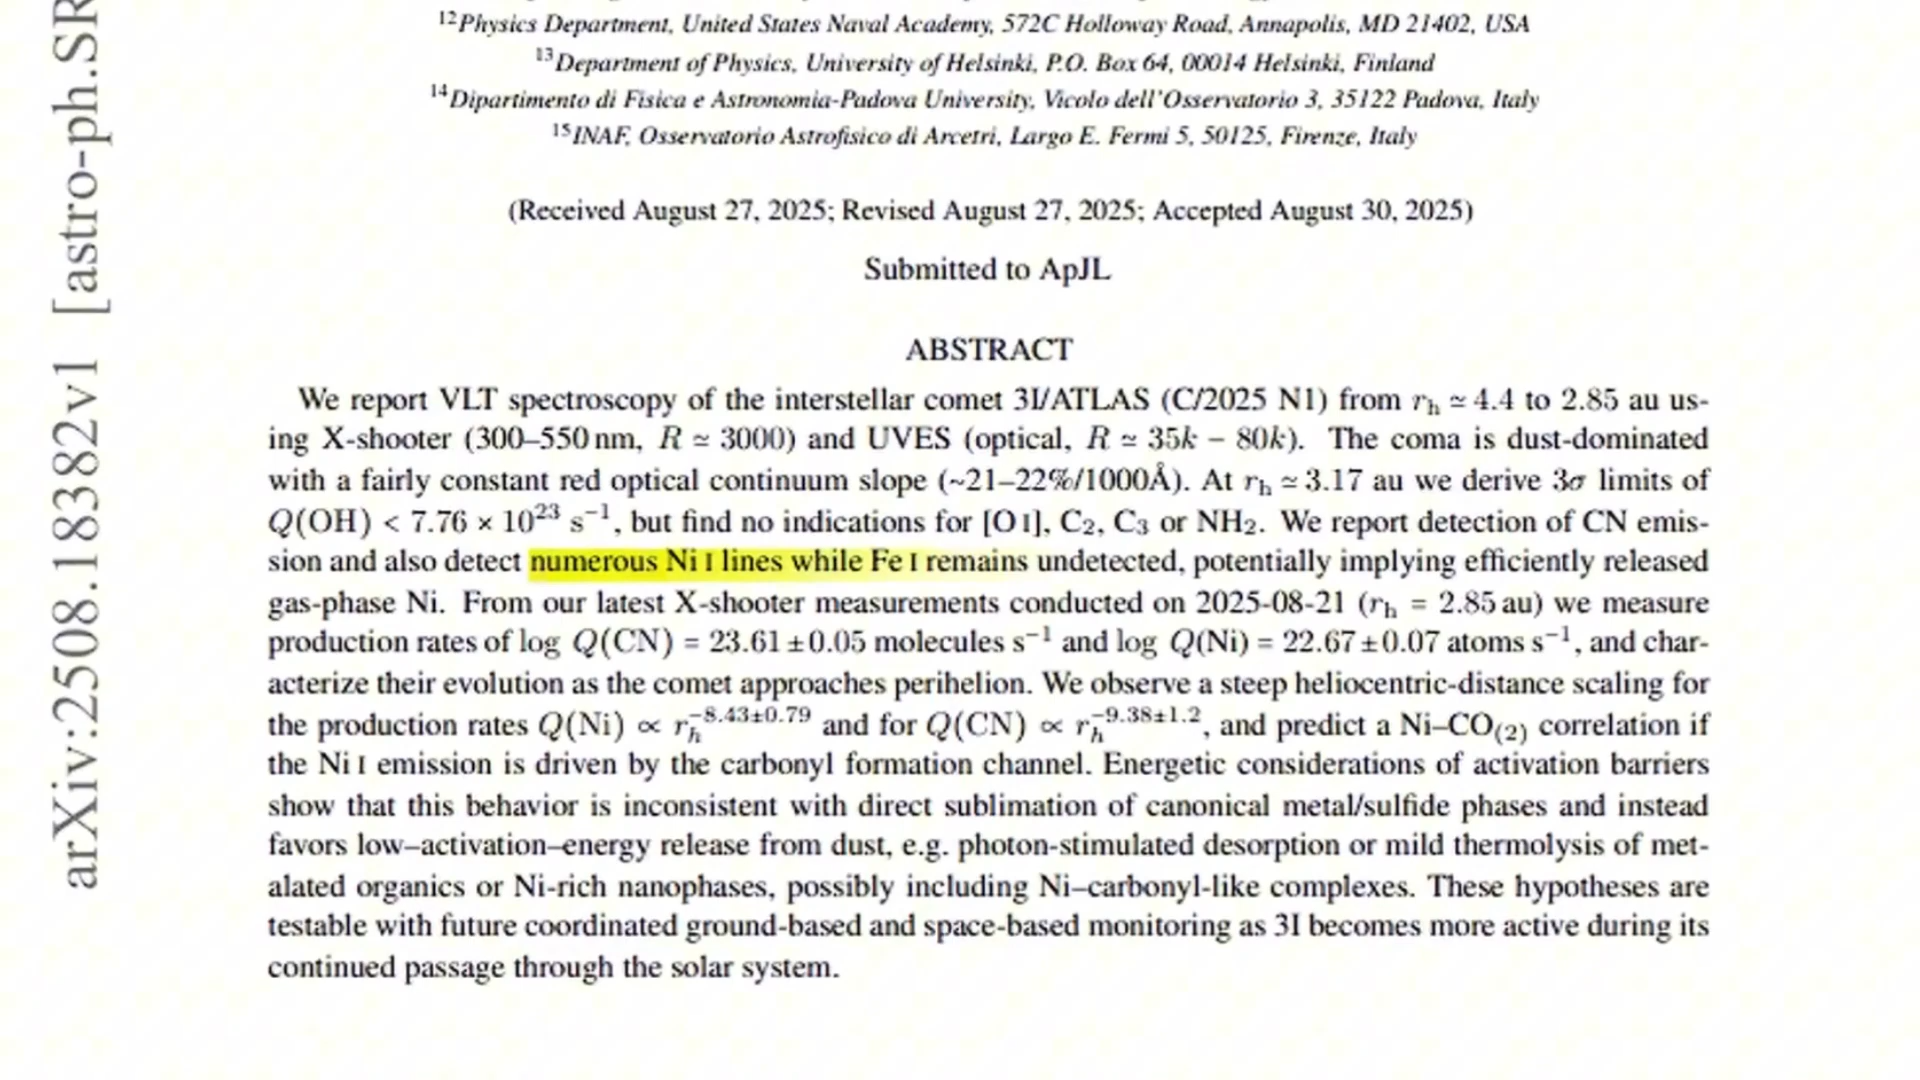 ¹²Physics Department, United States Naval Academy, 572C Holloway Road, Annapolis, MD 21402, USA
¹³Department of Physics, University of Helsinki, P.O. Box 64, 00014 Helsinki, Finland
¹⁴Dipartimento di Fisica e Astronomia-Padova University, Vicolo dell'Osservatorio 3, 35122 Padova, Italy
¹⁵INAF, Osservatorio Astrofisico di Arcetri, Largo E. Fermi 5, 50125, Firenze, Italy
(Received August 27, 2025; Revised August 27, 2025; Accepted August 30, 2025)
Submitted to ApJL
ABSTRACT
We report VLT spectroscopy of the interstellar comet 3I/ATLAS (C/2025 N1) from r_h ≃ 4.4 to 2.85 au us-
ing X-shooter (300–550 nm, R ≃ 3000) and UVES (optical, R ≃ 35k − 80k). The coma is dust-dominated
with a fairly constant red optical continuum slope (~21–22%/1000Å). At r_h ≃ 3.17 au we derive 3σ limits of
Q(OH) < 7.76 × 10²³ s⁻¹, but find no indications for [O I], C₂, C₃ or NH₂. We report detection of CN emis-
sion and also detect numerous Ni I lines while Fe I remains undetected, potentially implying efficiently released
gas-phase Ni. From our latest X-shooter measurements conducted on 2025-08-21 (r_h = 2.85 au) we measure
production rates of log Q(CN) = 23.61 ± 0.05 molecules s⁻¹ and log Q(Ni) = 22.67 ± 0.07 atoms s⁻¹, and char-
acterize their evolution as the comet approaches perihelion. We observe a steep heliocentric-distance scaling for
the production rates Q(Ni) ∝ r_h^−8.43±0.79 and for Q(CN) ∝ r_h^−9.38±1.2, and predict a Ni–CO₍₂₎ correlation if
the Ni I emission is driven by the carbonyl formation channel. Energetic considerations of activation barriers
show that this behavior is inconsistent with direct sublimation of canonical metal/sulfide phases and instead
favors low–activation–energy release from dust, e.g. photon-stimulated desorption or mild thermolysis of met-
alated organics or Ni-rich nanophases, possibly including Ni–carbonyl-like complexes. These hypotheses are
testable with future coordinated ground-based and space-based monitoring as 3I becomes more active during its
continued passage through the solar system.
arXiv:2508.18382v1 [astro-ph.SR